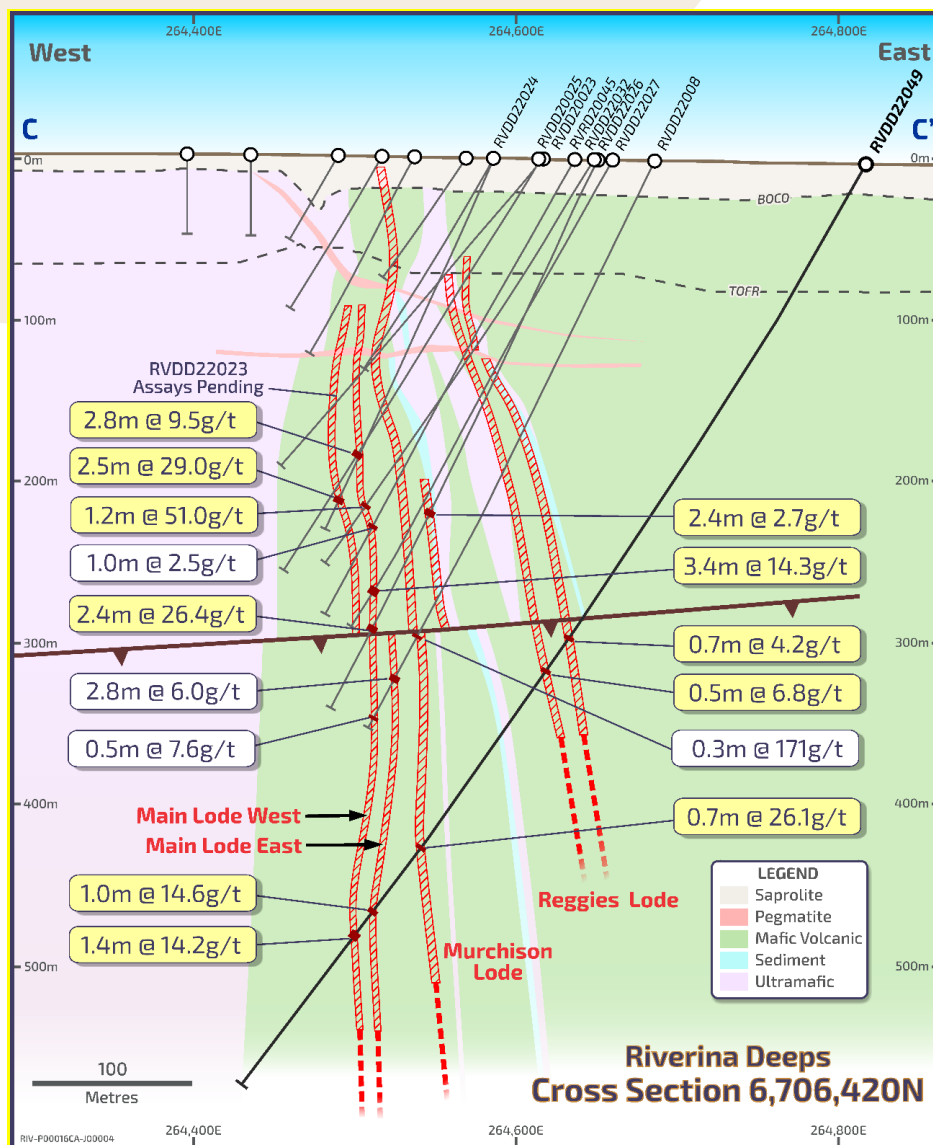 264,400E
264,600E
264,800E
West
East
C
C'
RVDD22024
RVDD20025
RVDD20023
RVRD20045
RVDD22032
RVDD22026
RVDD22027
RVDD22008
RVDD22049
0m
0m
BOCO
TOFR
100m
100m
RVDD22023
Assays Pending
2.8m @ 9.5g/t
2.5m @ 29.0g/t
1.2m @ 51.0g/t
1.0m @ 2.5g/t
2.4m @ 26.4g/t
2.8m @ 6.0g/t
0.5m @ 7.6g/t
200m
200m
2.4m @ 2.7g/t
3.4m @ 14.3g/t
300m
300m
0.7m @ 4.2g/t
0.5m @ 6.8g/t
0.3m @ 171g/t
400m
400m
Main Lode West
Main Lode East
0.7m @ 26.1g/t
1.0m @ 14.6g/t
1.4m @ 14.2g/t
Reggies Lode
Murchison
Lode
LEGEND
Saprolite
Pegmatite
Mafic Volcanic
Sediment
Ultramafic
500m
500m
100
Metres
Riverina Deeps
Cross Section 6,706,420N
RIV-P00016CA-J00004
264,400E
264,600E
264,800E